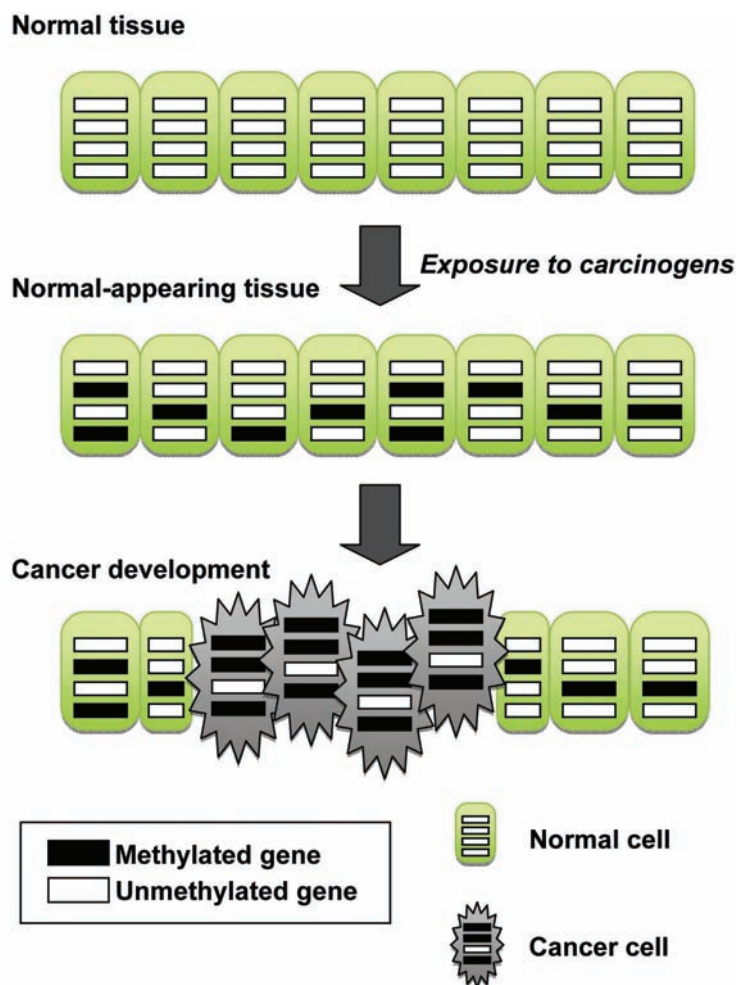 Normal tissue
Exposure to carcinogens
Normal-appearing tissue
Cancer development
Methylated gene
Unmethylated gene
Normal cell
Cancer cell